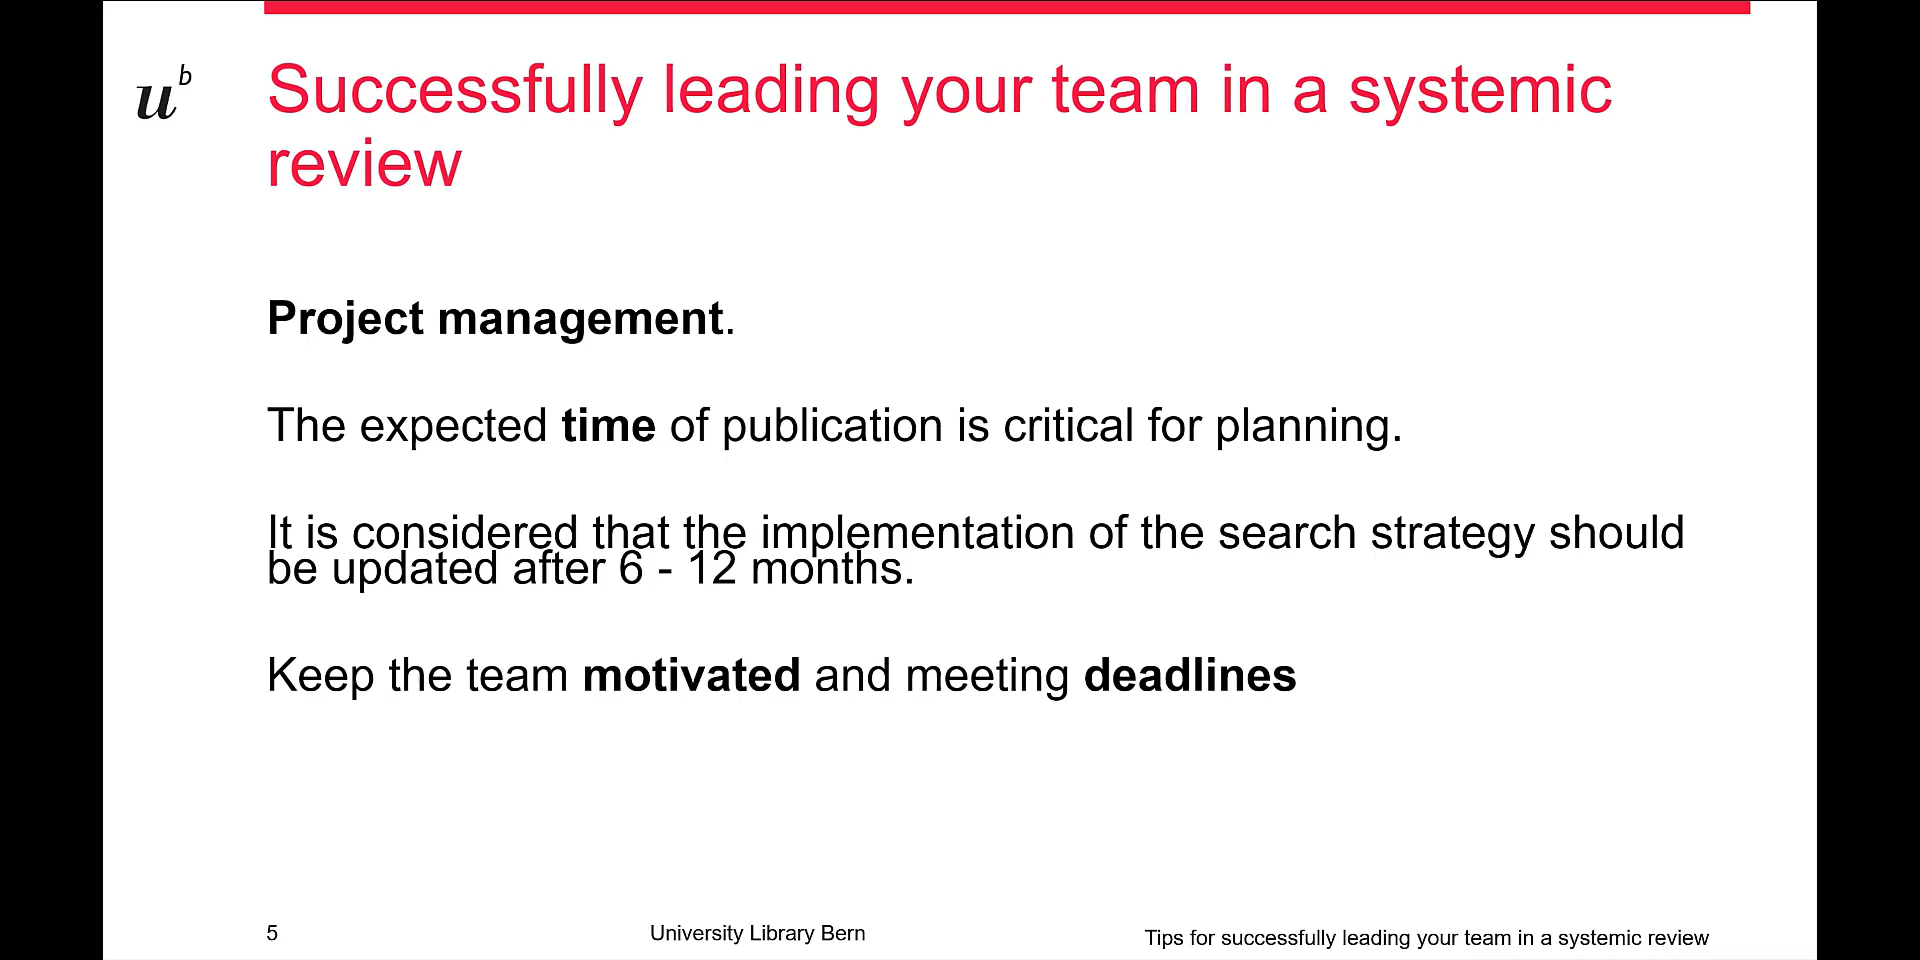 u b
Successfully leading your team in a systemic
review
Project management.
The expected time of publication is critical for planning.
It is considered that the implementation of the search strategy should
be updated after 6 - 12 months.
Keep the team motivated and meeting deadlines
5
University Library Bern
Tips for successfully leading your team in a systemic review